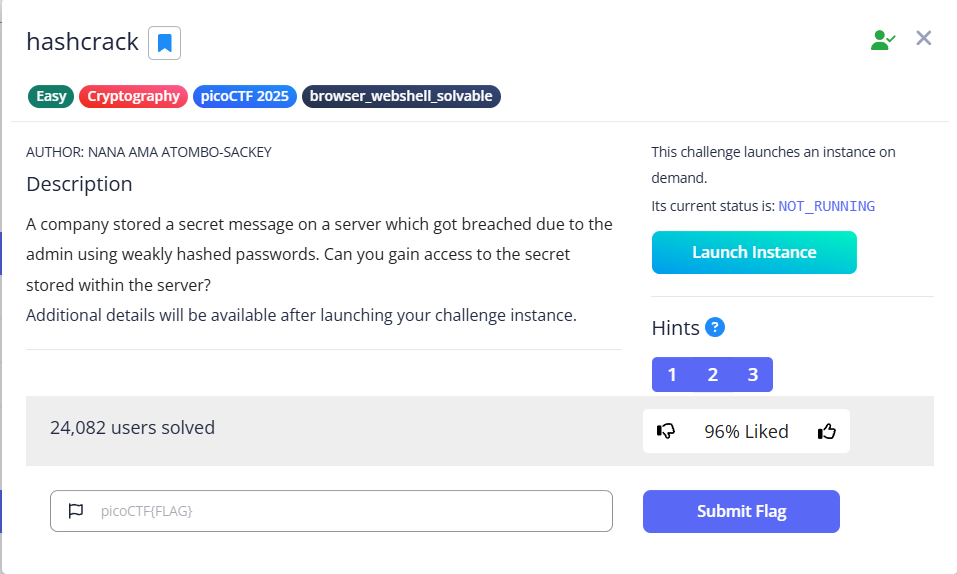 hashcrack
Easy Cryptography picoCTF 2025 browser_webshell_solvable
AUTHOR: NANA AMA ATOMBO-SACKEY
Description
A company stored a secret message on a server which got breached due to the
admin using weakly hashed passwords. Can you gain access to the secret
stored within the server?
Additional details will be available after launching your challenge instance.
This challenge launches an instance on
demand.
Its current status is: NOT_RUNNING
Launch Instance
Hints ?
1 2 3
24,082 users solved
96% Liked
picoCTF{FLAG}
Submit Flag